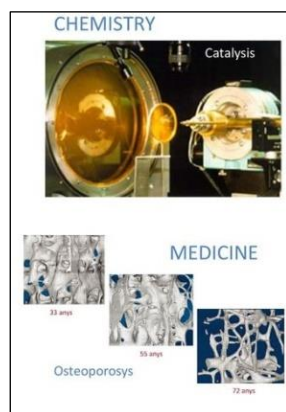 CHEMISTRY
Catalysis
MEDICINE
33 anys
55 anys
Osteoporosys
72 anys